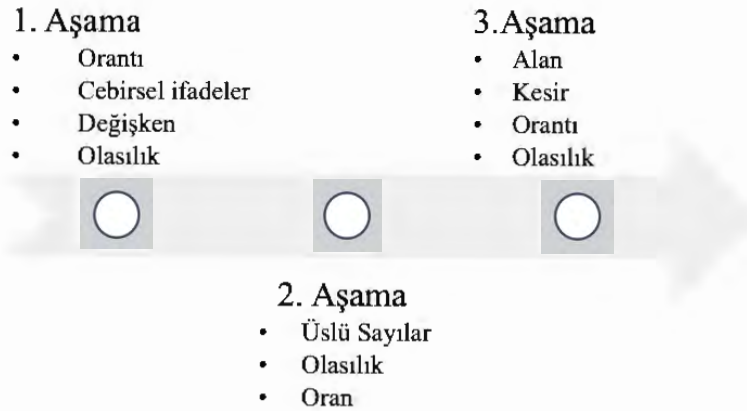 1. Aşama
• Orantı
• Cebirsel ifadeler
• Değişken
• Olasılık
3.Aşama
• Alan
• Kesir
• Orantı
• Olasılık
2. Aşama
• Üslü Sayılar
• Olasılık
• Oran